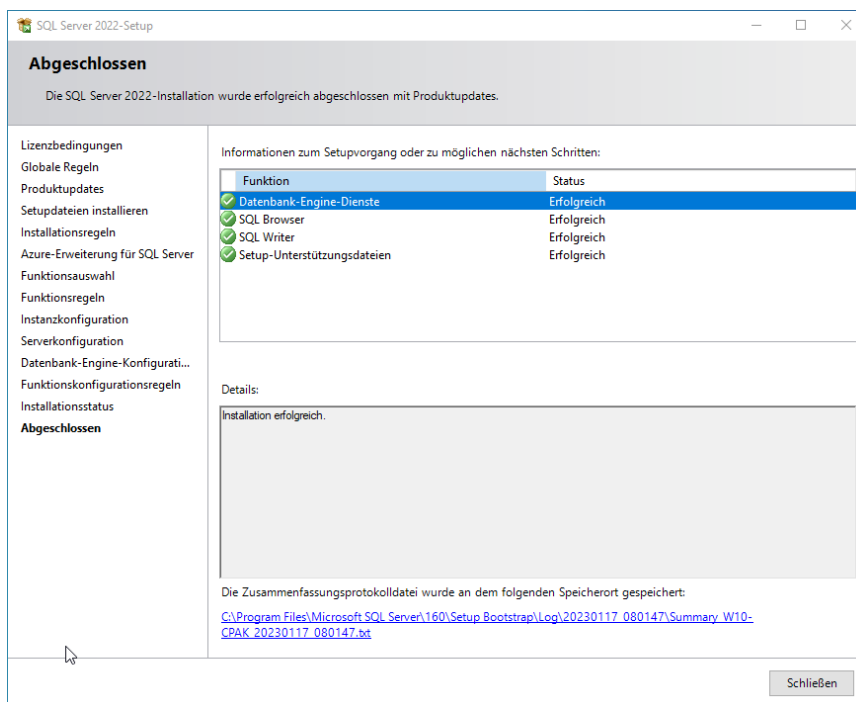 SQL Server 2022-Setup
Abgeschlossen
Die SQL Server 2022-Installation wurde erfolgreich abgeschlossen mit Produktupdates.
Lizenzbedingungen
Globale Regeln
Produktupdates
Setupdateien installieren
Installationsregeln
Azure-Erweiterung für SQL Server
Funktionsauswahl
Funktionsregeln
Instanzkonfiguration
Serverkonfiguration
Datenbank-Engine-Konfigurati...
Funktionskonfigurationsregeln
Installationsstatus
Abgeschlossen
Informationen zum Setupvorgang oder zu möglichen nächsten Schritten:
Funktion Status
Datenbank-Engine-Dienste Erfolgreich
SQL Browser Erfolgreich
SQL Writer Erfolgreich
Setup-Unterstützungsdateien Erfolgreich
Details:
Installation erfolgreich.
Die Zusammenfassungsprotokolldatei wurde an dem folgenden Speicherort gespeichert:
C:\Program Files\Microsoft SQL Server\160\Setup Bootstrap\Log\20230117_080147\Summary_W10-
CPAK_20230117_080147.txt
Schließen